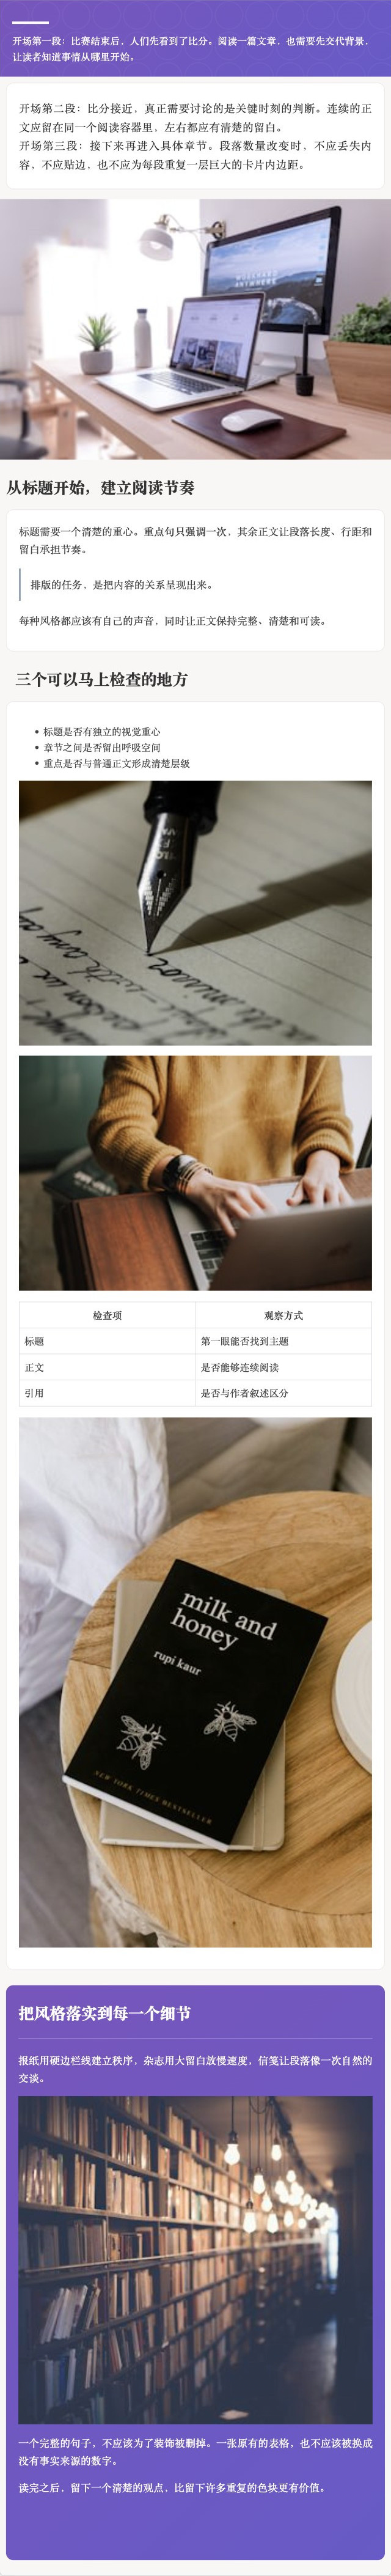 开场第一段：比赛结束后，人们先看到了比分。阅读一篇文章，也需要先交代背景，
让读者知道事情从哪里开始。
开场第二段：比分接近，真正需要讨论的是关键时刻的判断。连续的正
文应留在同一个阅读容器里，左右都应有清楚的留白。
开场第三段：接下来再进入具体章节。段落数量改变时，不应丢失内
容，不应贴边，也不应为每段重复一层巨大的卡片内边距。
从标题开始，建立阅读节奏
标题需要一个清楚的重心。重点句只强调一次，其余正文让段落长度、行距和
留白承担节奏。
排版的任务，是把内容的关系呈现出来。
每种风格都应该有自己的声音，同时让正文保持完整、清楚和可读。
三个可以马上检查的地方
• 标题是否有独立的视觉重心
• 章节之间是否留出呼吸空间
• 重点是否与普通正文形成清楚层级
检查项 观察方式
标题 第一眼能否找到主题
正文 是否能够连续阅读
引用 是否与作者叙述区分
milk and
honey
rupi kaur
NEW YORK TIMES BESTSELLER
把风格落实到每一个细节
报纸用硬边栏线建立秩序，杂志用大留白放慢速度，信笺让段落像一次自然的
交谈。
一个完整的句子，不应该为了装饰被删掉。一张原有的表格，也不应该被换成
没有事实来源的数字。
读完之后，留下一个清楚的观点，比留下许多重复的色块更有价值。